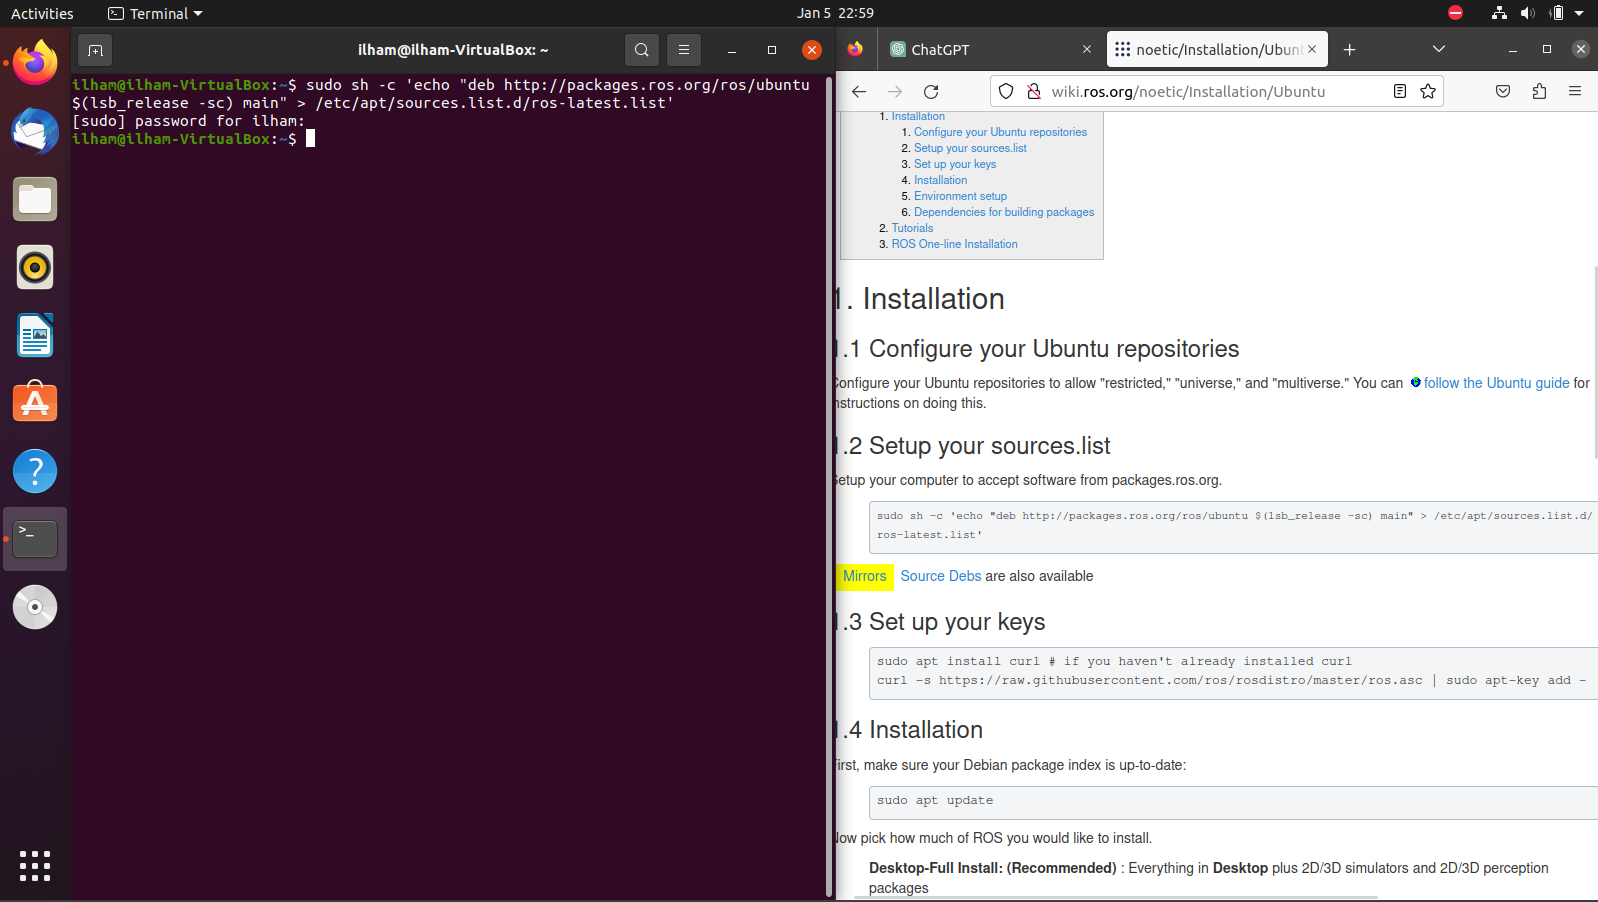 Activities
Terminal
Jan 5 22:59
ilham@ilham-VirtualBox: ~
ilham@ilham-VirtualBox:~$ sudo sh -c 'echo "deb http://packages.ros.org/ros/ubuntu
$(lsb_release -sc) main" > /etc/apt/sources.list.d/ros-latest.list'
[sudo] password for ilham:
ilham@ilham-VirtualBox:~$
ChatGPT
noetic/Installation/Ubunt
wiki.ros.org/noetic/Installation/Ubuntu
1. Installation
1. Configure your Ubuntu repositories
2. Setup your sources.list
3. Set up your keys
4. Installation
5. Environment setup
6. Dependencies for building packages
2. Tutorials
3. ROS One-line Installation
1. Installation
1.1 Configure your Ubuntu repositories
Configure your Ubuntu repositories to allow "restricted," "universe," and "multiverse." You can follow the Ubuntu guide for
instructions on doing this.
1.2 Setup your sources.list
Setup your computer to accept software from packages.ros.org.
sudo sh -c 'echo "deb http://packages.ros.org/ros/ubuntu $(lsb_release -sc) main" > /etc/apt/sources.list.d/
ros-latest.list'
Mirrors Source Debs are also available
1.3 Set up your keys
sudo apt install curl # if you haven't already installed curl
curl -s https://raw.githubusercontent.com/ros/rosdistro/master/ros.asc | sudo apt-key add -
1.4 Installation
First, make sure your Debian package index is up-to-date:
sudo apt update
Now pick how much of ROS you would like to install.
Desktop-Full Install: (Recommended) : Everything in Desktop plus 2D/3D simulators and 2D/3D perception
packages